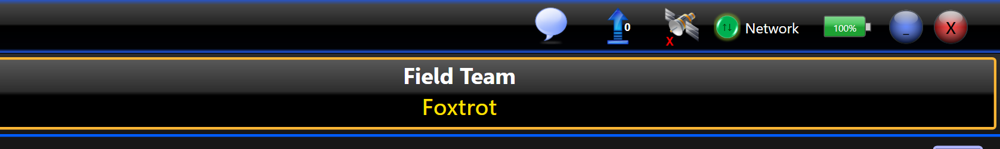 0 X Network 100% _ X
Field Team
Foxtrot